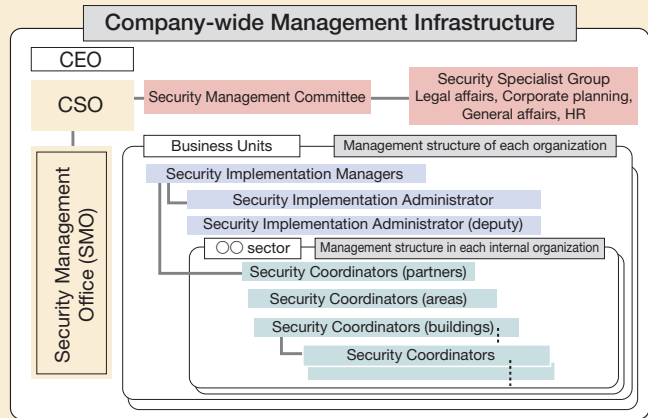 Company-wide Management Infrastructure
CEO
CSO
Security Management Committee
Security Specialist Group
Legal affairs, Corporate planning,
General affairs, HR
Security Management
Office (SMO)
Business Units
Management structure of each organization
Security Implementation Managers
Security Implementation Administrator
Security Implementation Administrator (deputy)
○○ sector
Management structure in each internal organization
Security Coordinators (partners)
Security Coordinators (areas)
Security Coordinators (buildings)
Security Coordinators